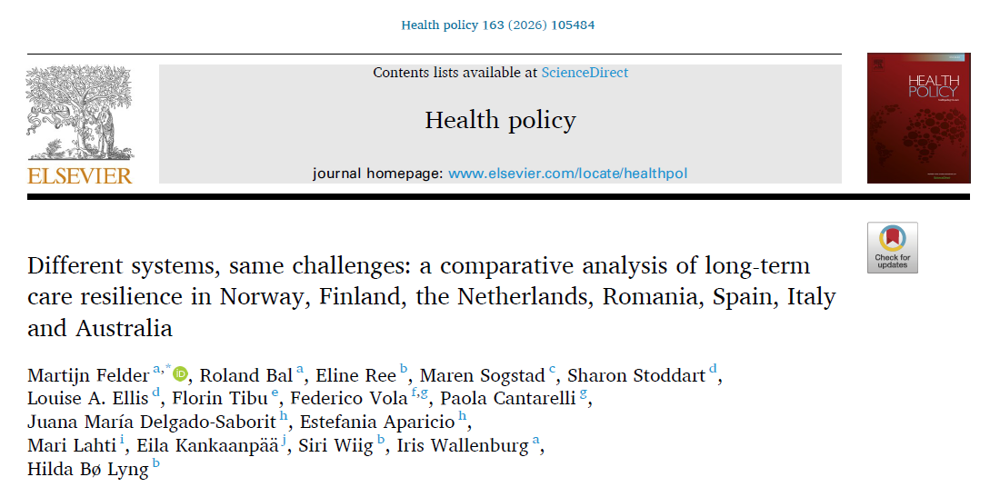 Health policy 163 (2026) 105484
Contents lists available at ScienceDirect
Health policy
journal homepage: www.elsevier.com/locate/healthpol
ELSEVIER
HEALTH
POLICY
Check for
updates
Different systems, same challenges: a comparative analysis of long-term
care resilience in Norway, Finland, the Netherlands, Romania, Spain, Italy
and Australia
Martijn Felder a,* iD, Roland Bal a, Eline Ree b, Maren Sogstad c, Sharon Stoddart d,
Louise A. Ellis d, Florin Tibu e, Federico Vola f,g, Paola Cantarelli g,
Juana María Delgado-Saborit h, Estefania Aparicio h,
Mari Lahti i, Eila Kankaanpää j, Siri Wiig b, Iris Wallenburg a,
Hilda Bø Lyng b